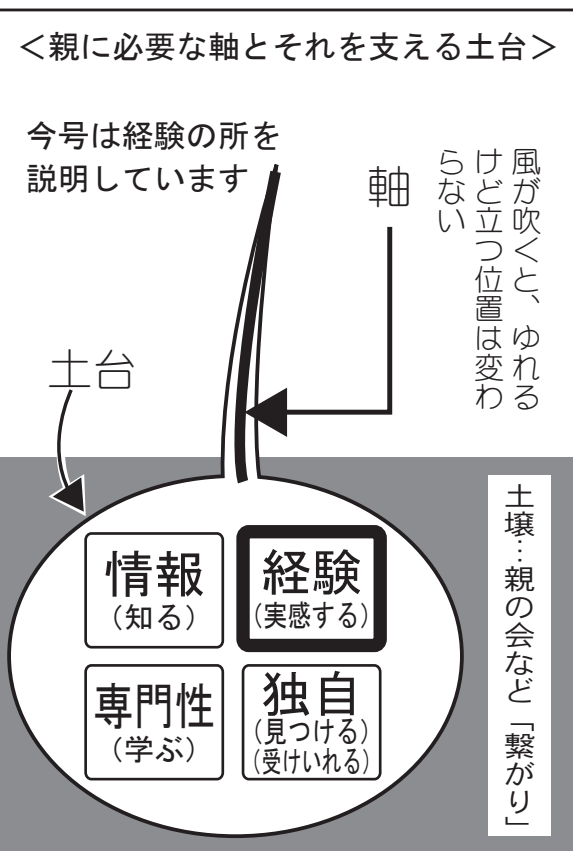 ＜親に必要な軸とそれを支える土台＞
今号は経験の所を
説明しています
軸
風が吹くと、ゆれる
けど立つ位置は変わ
らない
土台
情報
（知る）
経験
（実感する）
専門性
（学ぶ）
独自
（見つける）
（受けいれる）
土壌…親の会など「繋がり」